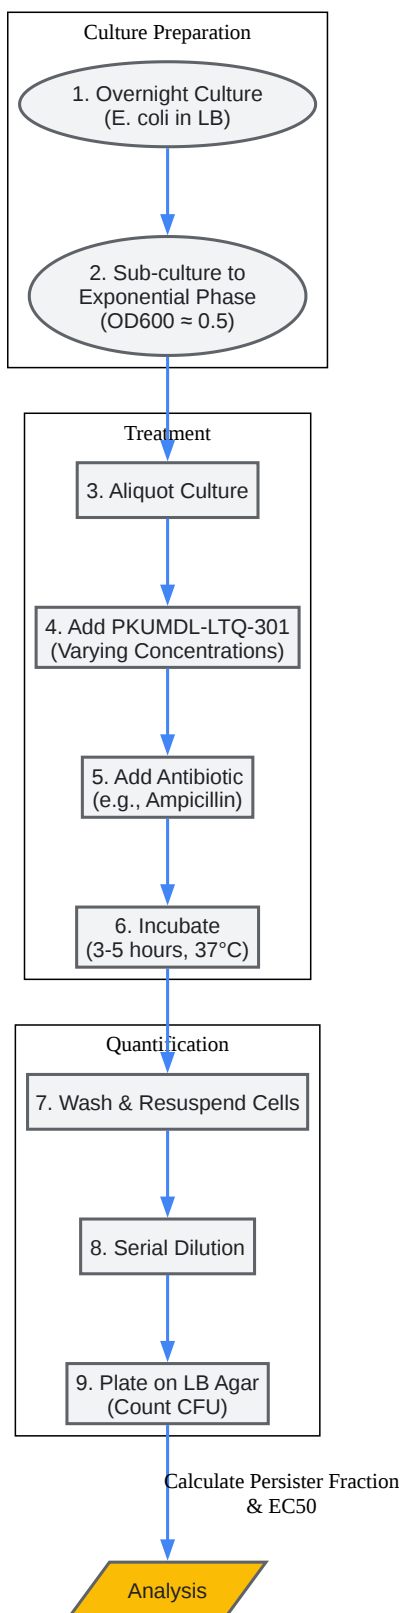 Culture Preparation
1. Overnight Culture
(E. coli in LB)
2. Sub-culture to
Exponential Phase
(OD600 ≈ 0.5)
Treatment
3. Aliquot Culture
4. Add PKUMDL-LTQ-301
(Varying Concentrations)
5. Add Antibiotic
(e.g., Ampicillin)
6. Incubate
(3-5 hours, 37°C)
Quantification
7. Wash & Resuspend Cells
8. Serial Dilution
9. Plate on LB Agar
(Count CFU)
Calculate Persister Fraction
& EC50
Analysis